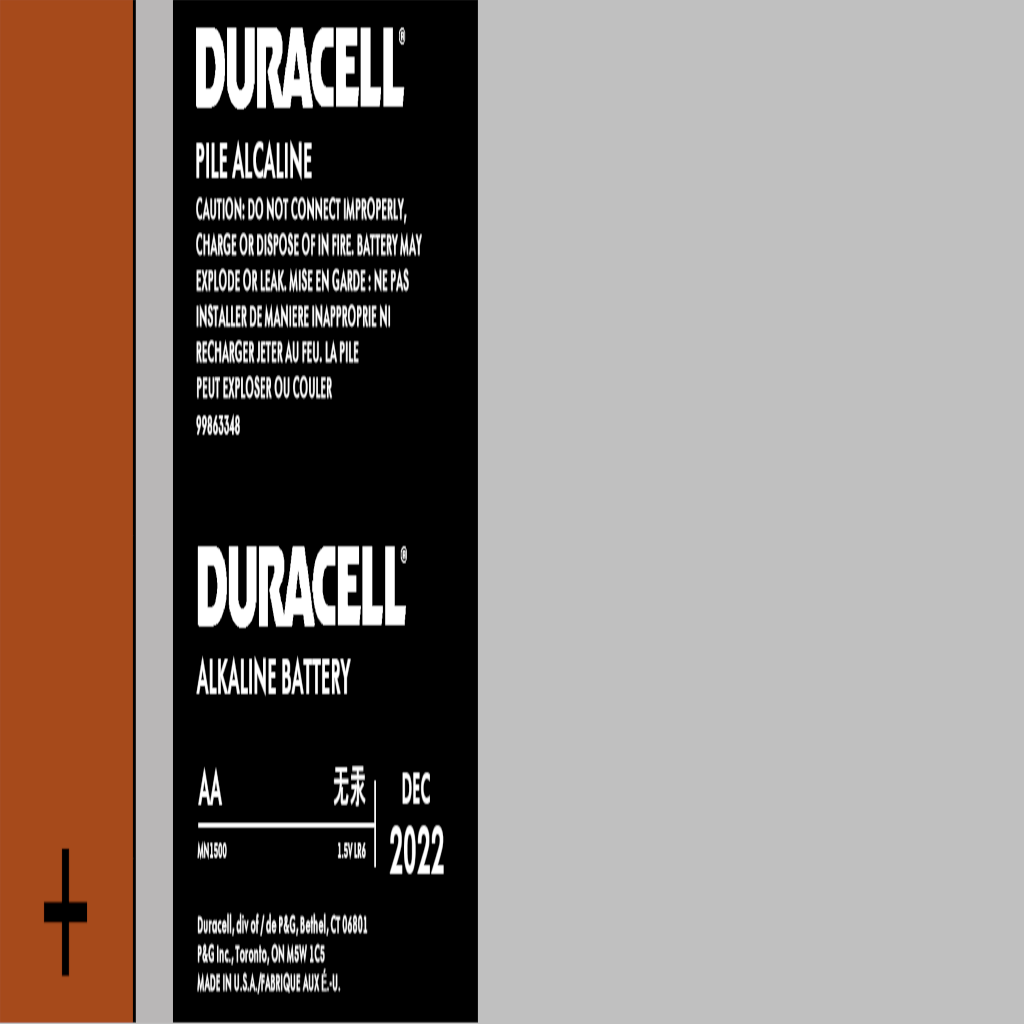 DURACELL®
PILE ALCALINE
CAUTION: DO NOT CONNECT IMPROPERLY,
CHARGE OR DISPOSE OF IN FIRE. BATTERY MAY
EXPLODE OR LEAK. MISE EN GARDE : NE PAS
INSTALLER DE MANIERE INAPPROPRIE NI
RECHARGER JETER AU FEU. LA PILE
PEUT EXPLOSER OU COULER
99863348
DURACELL®
ALKALINE BATTERY
AA 无汞
MN1500 1.5V LR6
DEC
2022
Duracell, div of / de P&G, Bethel, CT 06801
P&G Inc., Toronto, ON M5W 1C5
MADE IN U.S.A./FABRIQUE AUX É.-U.
+